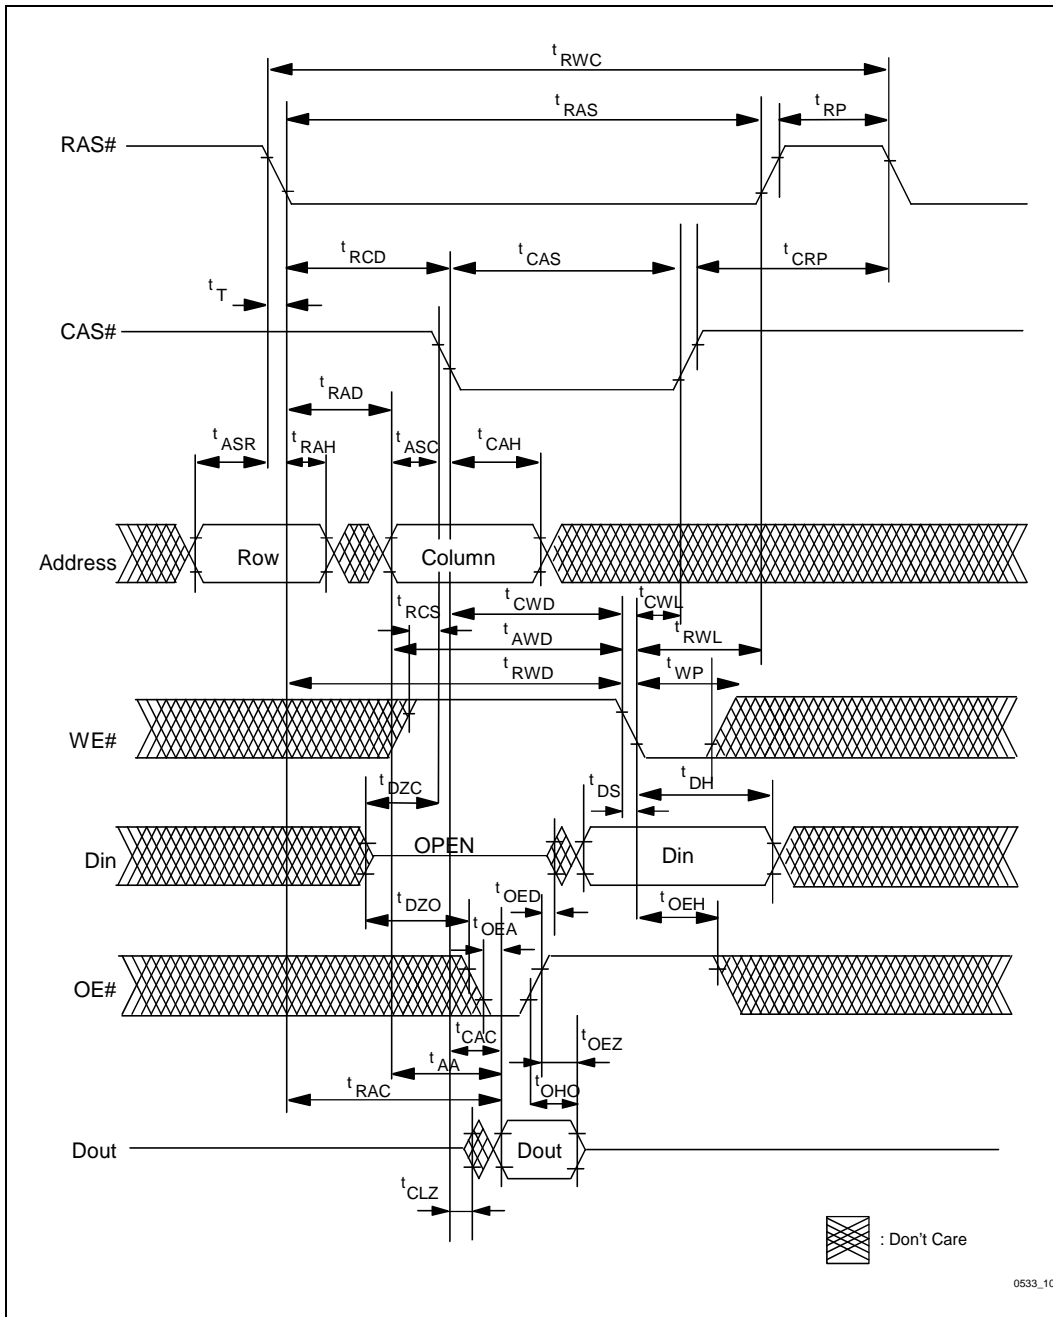 tRWC
tRAS
tRP
RAS#
tRCD
tCAS
tCRP
tT
CAS#
tRAD
tASR
tRAH
tASC
tCAH
Address
Row
Column
tRCS
tCWD
tCWL
tAWD
tRWL
tRWD
tWP
WE#
tDZC
tDS
tDH
Din
OPEN
Din
tDZO
tOED
tOEH
tOEA
OE#
tCAC
tOEZ
tAA
tRAC
tOHO
Dout
Dout
tCLZ
: Don't Care
0533_10